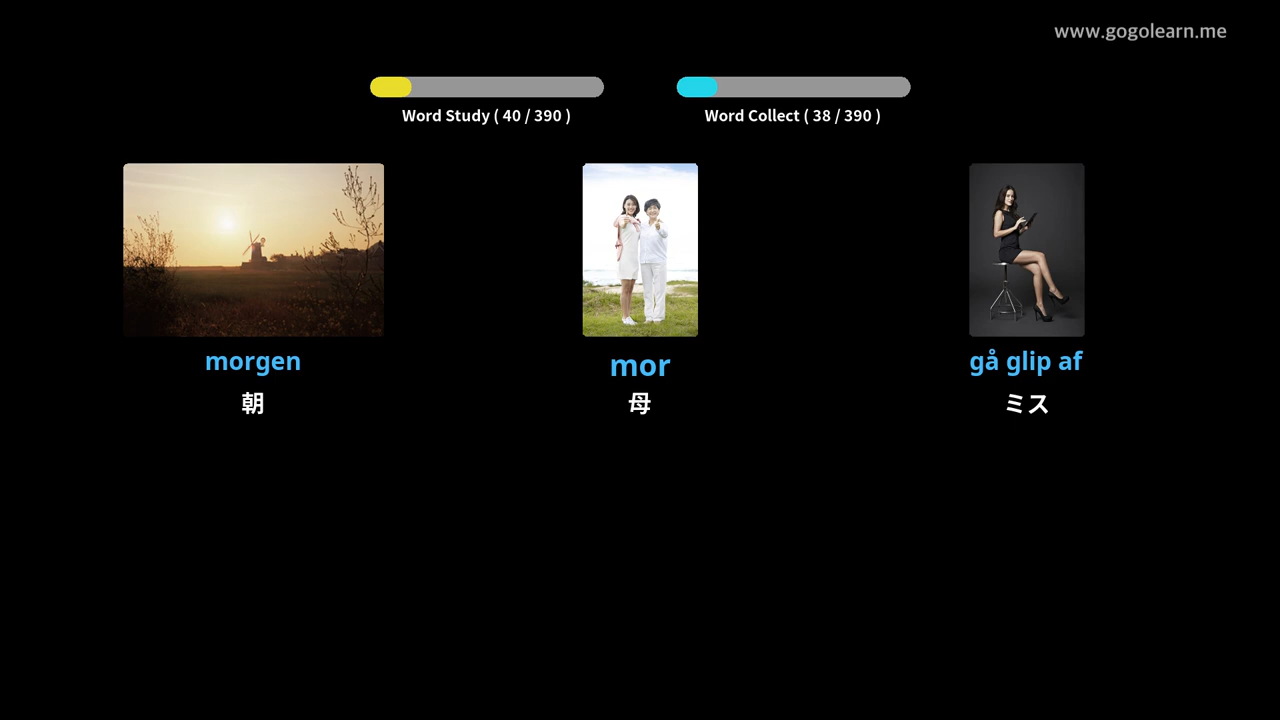 www.gogolearn.me
Word Study ( 40 / 390 )
Word Collect ( 38 / 390 )
morgen
mor
gå glip af
朝
母
ミス